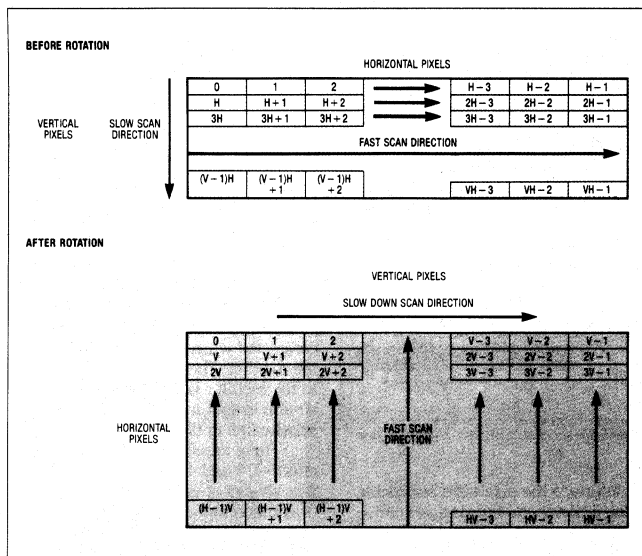 BEFORE ROTATION
HORIZONTAL PIXELS
0 1 2 H−3 H−2 H−1
H H+1 H+2 2H−3 2H−2 2H−1
3H 3H+1 3H+2 3H−3 3H−2 3H−1
VERTICAL PIXELS
SLOW SCAN DIRECTION
FAST SCAN DIRECTION
(V−1)H (V−1)H +1 (V−1)H +2 VH−3 VH−2 VH−1
AFTER ROTATION
VERTICAL PIXELS
SLOW DOWN SCAN DIRECTION
0 1 2 V−3 V−2 V−1
V V+1 V+2 2V−3 2V−2 2V−1
2V 2V+1 2V+2 3V−3 3V−2 3V−1
HORIZONTAL PIXELS
FAST SCAN DIRECTION
(H−1)V (H−1)V +1 (H−1)V +2 HV−3 HV−2 HV−1